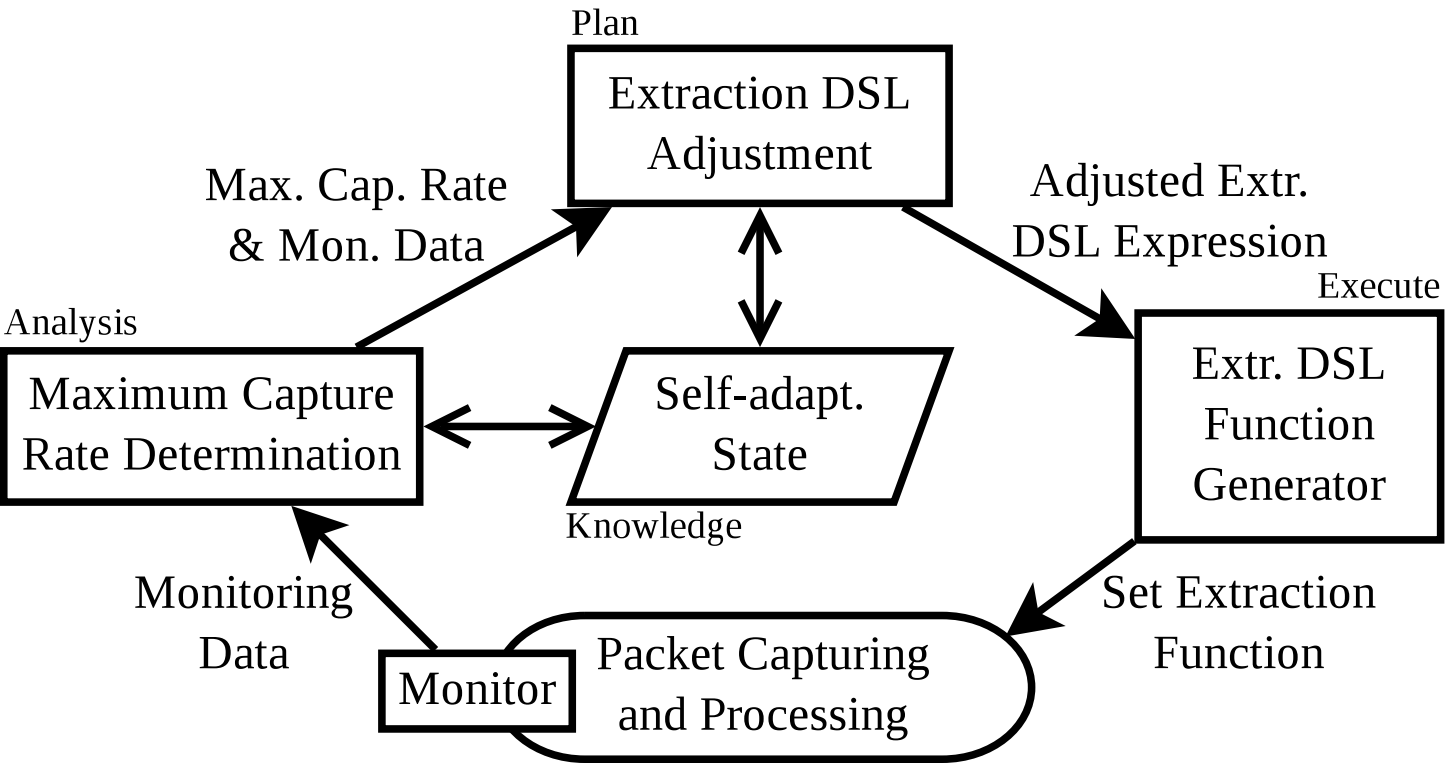 Plan
Extraction DSL
Adjustment
Max. Cap. Rate
& Mon. Data
Adjusted Extr.
DSL Expression
Execute
Analysis
Maximum Capture
Rate Determination
Self-adapt.
State
Knowledge
Extr. DSL
Function
Generator
Monitoring
Data
Set Extraction
Function
Monitor
Packet Capturing
and Processing